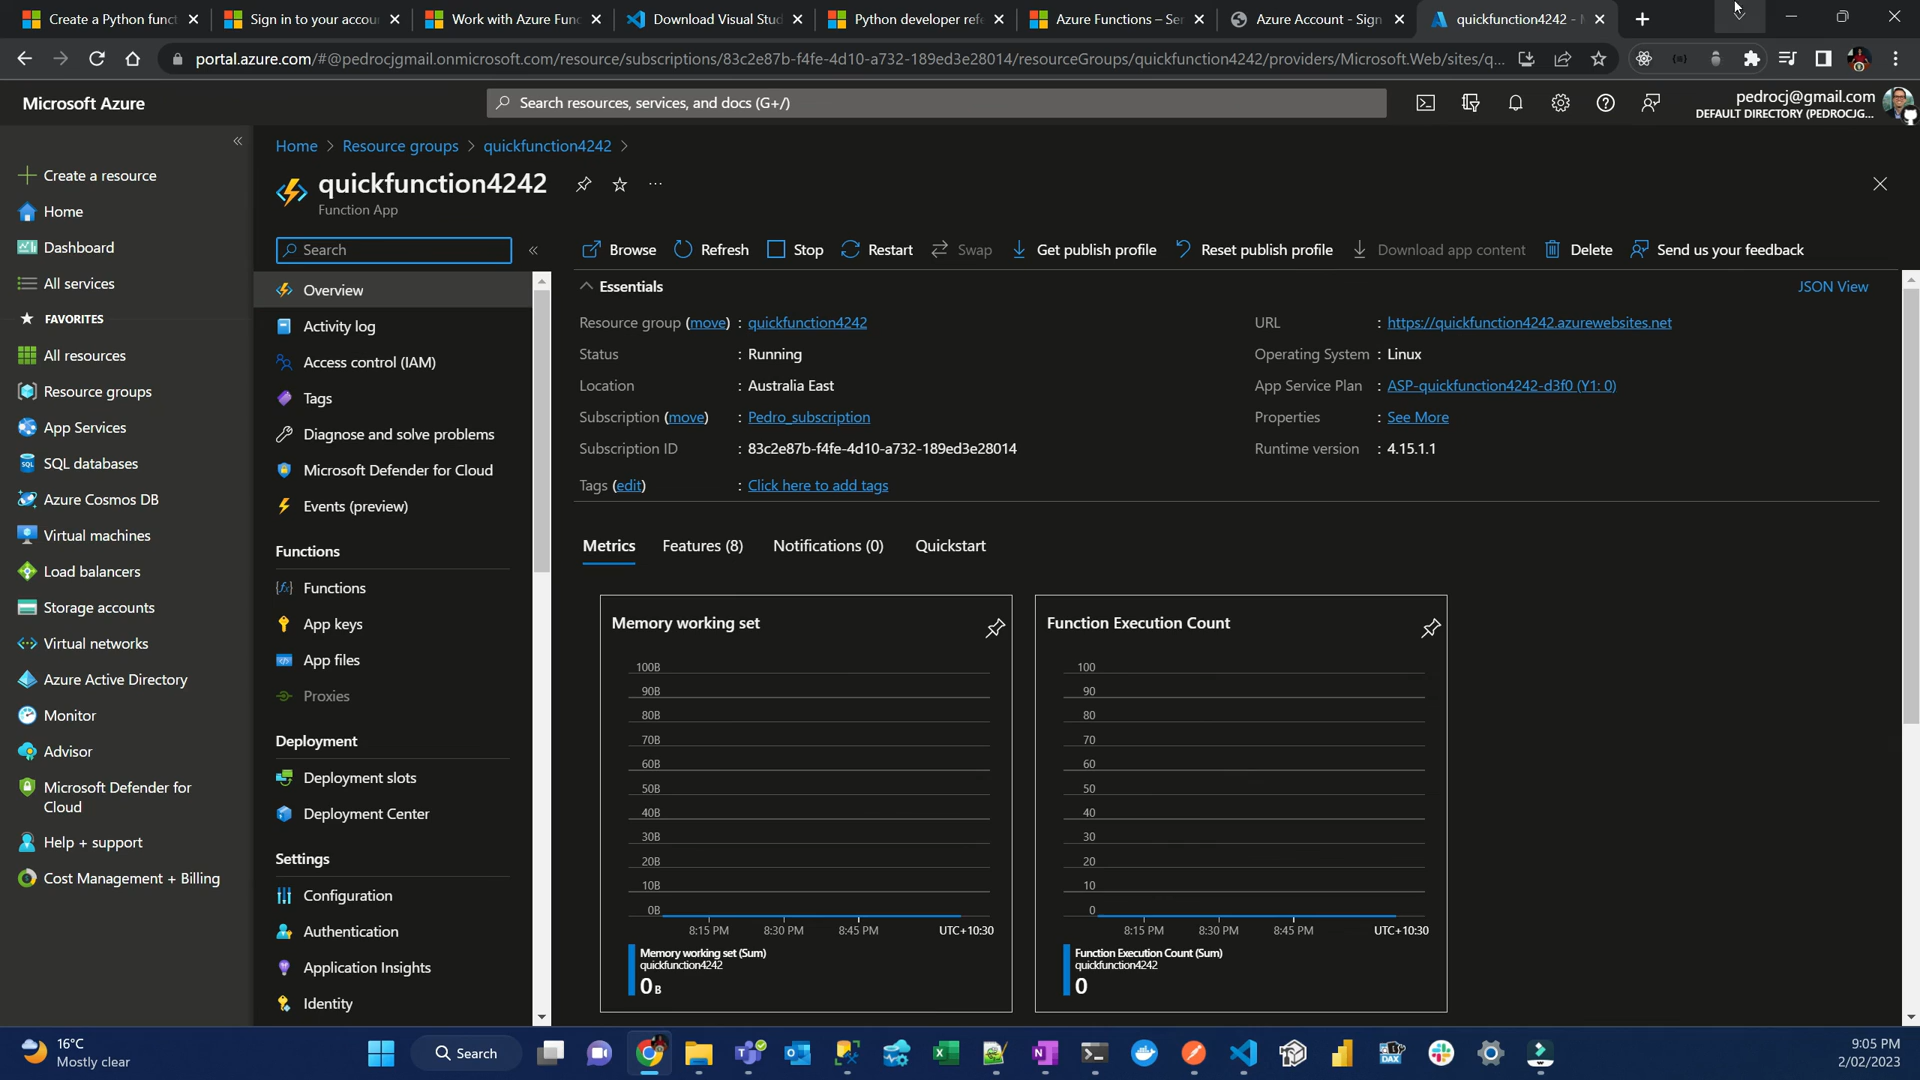 Create a Python funct
Sign in to your accou
Work with Azure Func
Download Visual Stud
Python developer refe
Azure Functions – Ser
Azure Account - Sign
quickfunction4242 - M
portal.azure.com/#@pedrocjgmail.onmicrosoft.com/resource/subscriptions/83c2e87b-f4fe-4d10-a732-189ed3e28014/resourceGroups/quickfunction4242/providers/Microsoft.Web/sites/q...
Microsoft Azure
Search resources, services, and docs (G+/)
pedrocj@gmail.com
DEFAULT DIRECTORY (PEDROCJG...
Create a resource
Home
Dashboard
All services
FAVORITES
All resources
Resource groups
App Services
SQL databases
Azure Cosmos DB
Virtual machines
Load balancers
Storage accounts
Virtual networks
Azure Active Directory
Monitor
Advisor
Microsoft Defender for
Cloud
Help + support
Cost Management + Billing
Home > Resource groups > quickfunction4242 >
quickfunction4242
Function App
Search
Overview
Activity log
Access control (IAM)
Tags
Diagnose and solve problems
Microsoft Defender for Cloud
Events (preview)
Functions
Functions
App keys
App files
Proxies
Deployment
Deployment slots
Deployment Center
Settings
Configuration
Authentication
Application Insights
Identity
Browse Refresh Stop Restart Swap Get publish profile Reset publish profile Download app content Delete Send us your feedback
Essentials
JSON View
Resource group (move) : quickfunction4242
Status : Running
Location : Australia East
Subscription (move) : Pedro_subscription
Subscription ID : 83c2e87b-f4fe-4d10-a732-189ed3e28014
Tags (edit) : Click here to add tags
URL : https://quickfunction4242.azurewebsites.net
Operating System : Linux
App Service Plan : ASP-quickfunction4242-d3f0 (Y1: 0)
Properties : See More
Runtime version : 4.15.1.1
Metrics Features (8) Notifications (0) Quickstart
Memory working set
100B
90B
80B
70B
60B
50B
40B
30B
20B
10B
0B
8:15 PM 8:30 PM 8:45 PM UTC+10:30
Memory working set (Sum)
quickfunction4242
0 B
Function Execution Count
100
90
80
70
60
50
40
30
20
10
0
8:15 PM 8:30 PM 8:45 PM UTC+10:30
Function Execution Count (Sum)
quickfunction4242
0
16°C
Mostly clear
Search
9:05 PM
2/02/2023